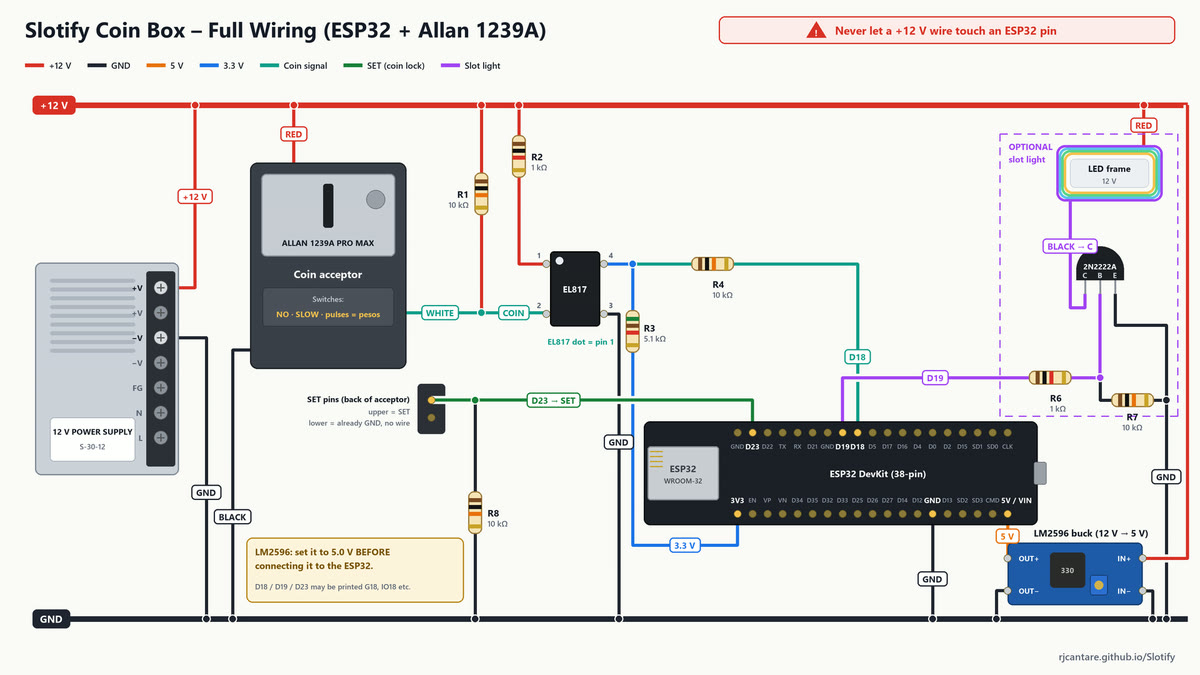 Slotify Coin Box – Full Wiring (ESP32 + Allan 1239A)
Never let a +12 V wire touch an ESP32 pin
+12 V
GND
5 V
3.3 V
Coin signal
SET (coin lock)
Slot light
+12 V
RED
RED
OPTIONAL
slot light
LED frame
12 V
R2
1 kΩ
R1
10 kΩ
+12 V
ALLAN 1239A PRO MAX
Coin acceptor
Switches:
NO · SLOW · pulses = pesos
WHITE
COIN
1
2
4
3
EL817
EL817 dot = pin 1
R4
10 kΩ
R3
5.1 kΩ
BLACK → C
2N2222A
C B E
+V
+V
−V
−V
FG
N
L
12 V POWER SUPPLY
S-30-12
D18
D19
R6
1 kΩ
R7
10 kΩ
SET pins (back of acceptor)
upper = SET
lower = already GND, no wire
D23 → SET
GND
GND D23 D22 TX RX D21 GND D19 D18 D5 D17 D16 D4 D0 D2 D15 SD1 SD0 CLK
ESP32
WROOM-32
ESP32 DevKit (38-pin)
3V3 EN VP VN D34 D35 D32 D33 D25 D26 D27 D14 D12 GND D13 SD2 SD3 CMD 5V / VIN
GND
GND
BLACK
R8
10 kΩ
3.3 V
5 V
LM2596 buck (12 V → 5 V)
OUT+
IN+
330
OUT−
IN−
GND
LM2596: set it to 5.0 V BEFORE
connecting it to the ESP32.
D18 / D19 / D23 may be printed G18, IO18 etc.
GND
rjcantare.github.io/Slotify